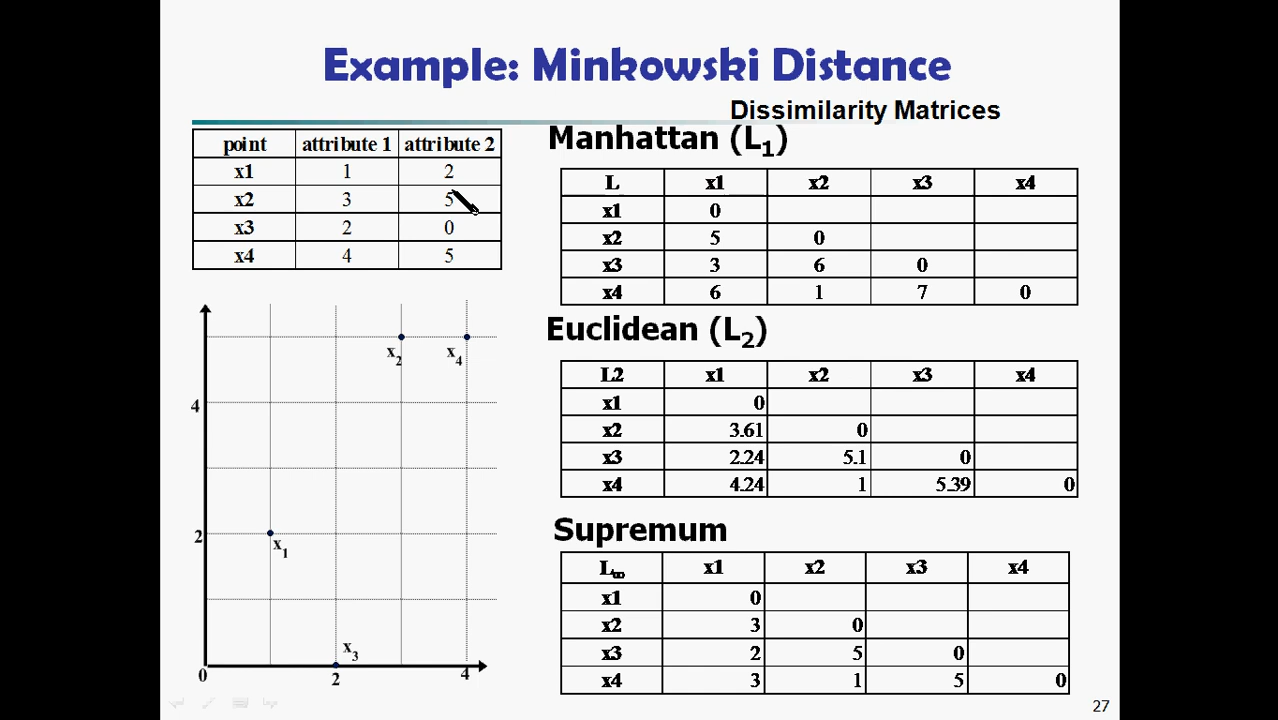 Example: Minkowski Distance
Dissimilarity Matrices
point attribute 1 attribute 2
x1 1 2
x2 3 5
x3 2 0
x4 4 5
Manhattan (L1)
L x1 x2 x3 x4
x1 0
x2 5 0
x3 3 6 0
x4 6 1 7 0
Euclidean (L2)
L2 x1 x2 x3 x4
x1 0
x2 3.61 0
x3 2.24 5.1 0
x4 4.24 1 5.39 0
Supremum
L∞ x1 x2 x3 x4
x1 0
x2 3 0
x3 2 5 0
x4 3 1 5 0
x2 x4
4
2
x1
x3
0 2 4
27